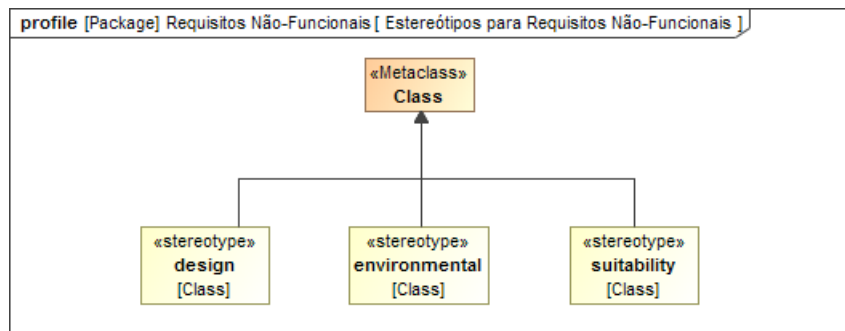 profile [Package] Requisitos Não-Funcionais [ Estereótipos para Requisitos Não-Funcionais ]
«Metaclass»
Class
«stereotype»
design
[Class]
«stereotype»
environmental
[Class]
«stereotype»
suitability
[Class]